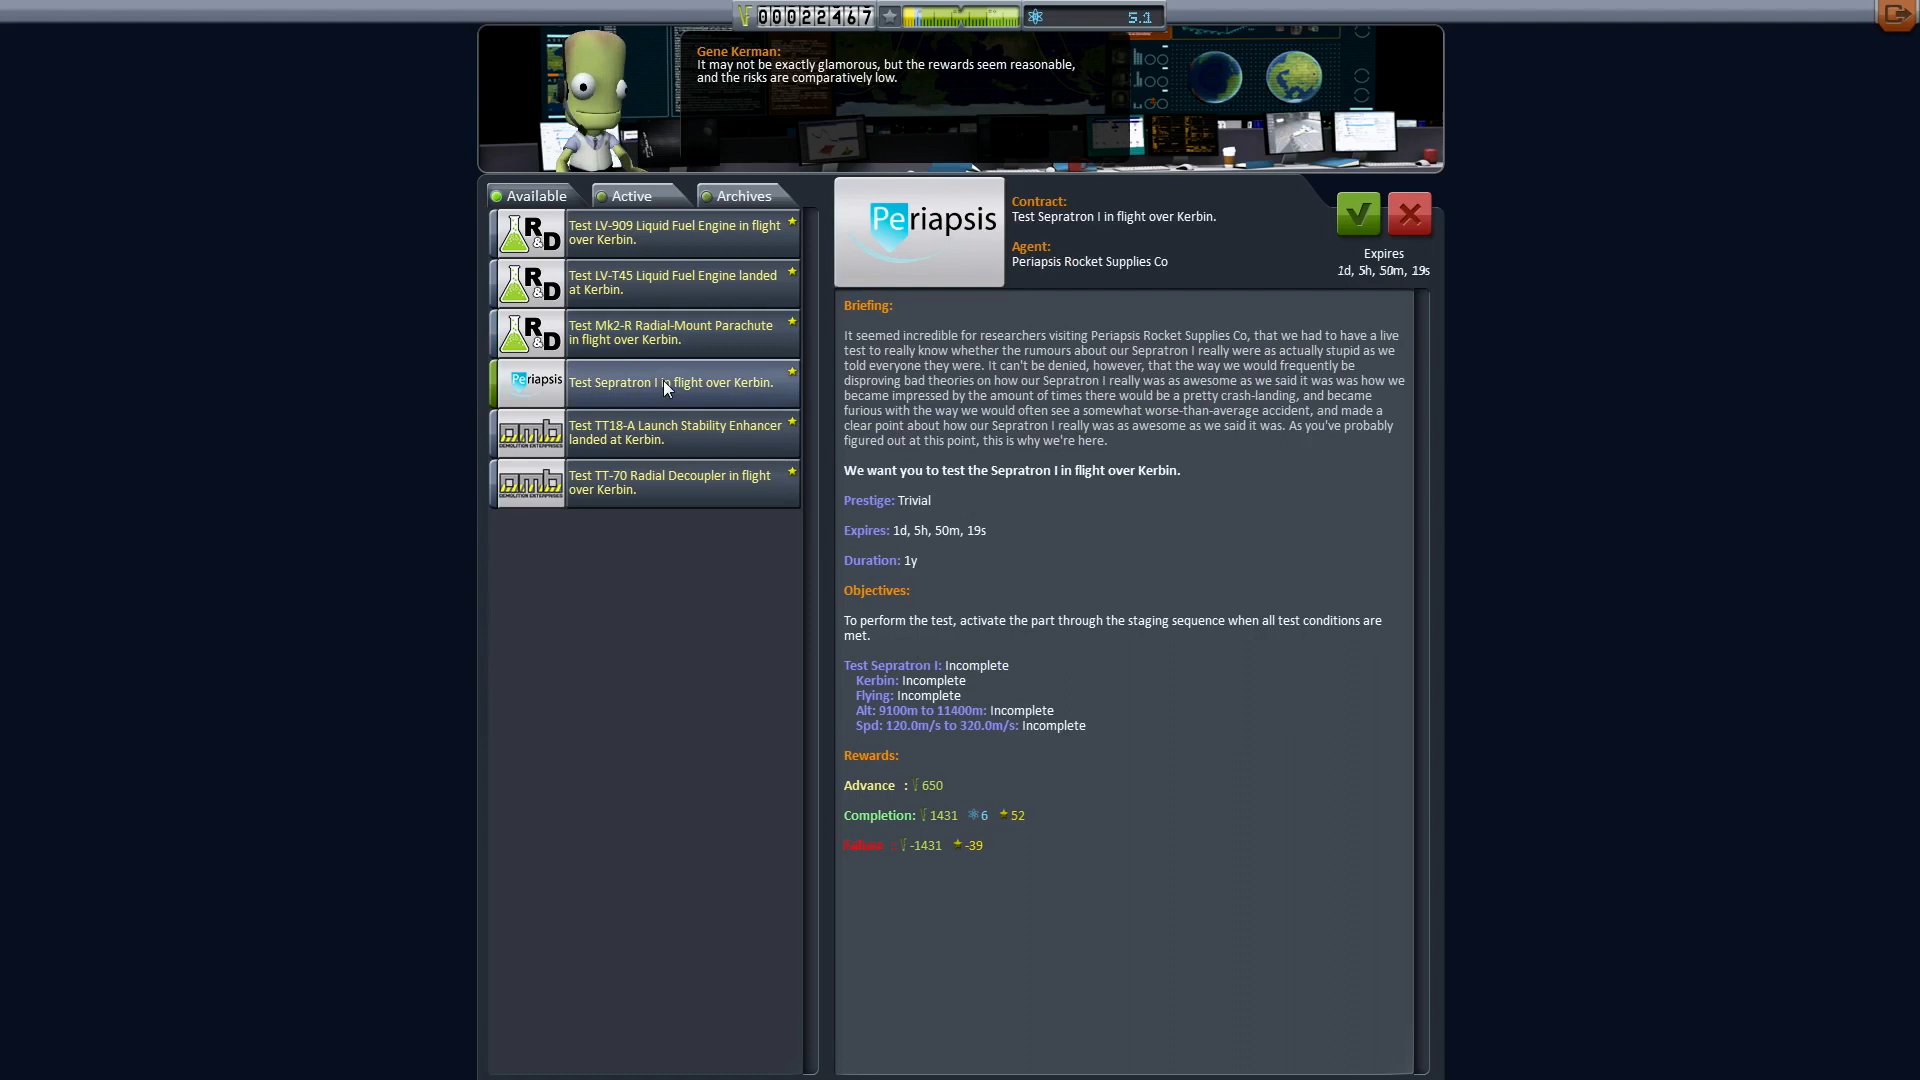 00022467
5.1
Gene Kerman:
It may not be exactly glamorous, but the rewards seem reasonable,
and the risks are comparatively low.
Available
Active
Archives
R&D
Test LV-909 Liquid Fuel Engine in flight
over Kerbin.
R&D
Test LV-T45 Liquid Fuel Engine landed
at Kerbin.
R&D
Test Mk2-R Radial-Mount Parachute
in flight over Kerbin.
Periapsis
Test Sepratron I in flight over Kerbin.
OMB
DEMOLITION ENTERPRISES
Test TT18-A Launch Stability Enhancer
landed at Kerbin.
OMB
DEMOLITION ENTERPRISES
Test TT-70 Radial Decoupler in flight
over Kerbin.
Periapsis
Contract:
Test Sepratron I in flight over Kerbin.
Agent:
Periapsis Rocket Supplies Co
Expires
1d, 5h, 50m, 19s
Briefing:
It seemed incredible for researchers visiting Periapsis Rocket Supplies Co, that we had to have a live
test to really know whether the rumours about our Sepratron I really were as actually stupid as we
told everyone they were. It can't be denied, however, that the way we would frequently be
disproving bad theories on how our Sepratron I really was as awesome as we said it was was how we
became impressed by the amount of times there would be a pretty crash-landing, and became
furious with the way we would often see a somewhat worse-than-average accident, and made a
clear point about how our Sepratron I really was as awesome as we said it was. As you've probably
figured out at this point, this is why we're here.
We want you to test the Sepratron I in flight over Kerbin.
Prestige: Trivial
Expires: 1d, 5h, 50m, 19s
Duration: 1y
Objectives:
To perform the test, activate the part through the staging sequence when all test conditions are
met.
Test Sepratron I: Incomplete
Kerbin: Incomplete
Flying: Incomplete
Alt: 9100m to 11400m: Incomplete
Spd: 120.0m/s to 320.0m/s: Incomplete
Rewards:
Advance : 650
Completion: 1431 6 52
Failure : -1431 -39